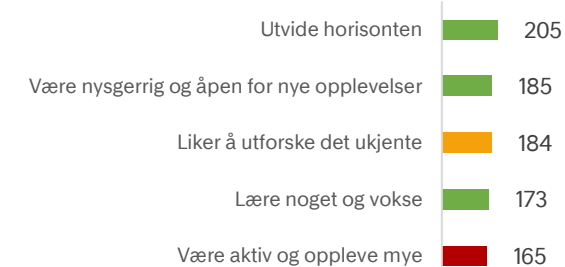 Utvide horisonten 205
Være nysgerrig og åpen for nye opplevelser 185
Liker å utforske det ukjente 184
Lære noget og vokse 173
Være aktiv og oppleve mye 165